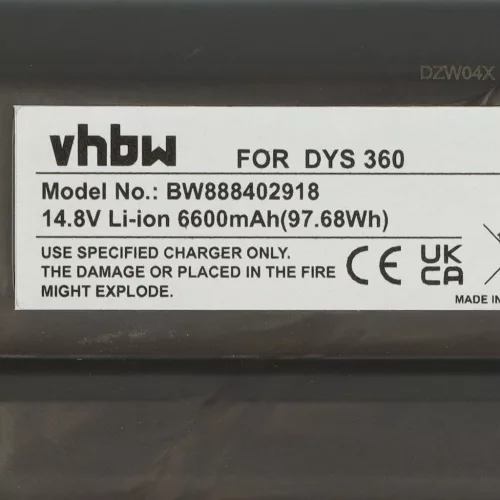 DZW04X
vhbw FOR DYS 360
Model No.: BW888402918
14.8V Li-ion 6600mAh(97.68Wh)
USE SPECIFIED CHARGER ONLY.
THE DAMAGE OR PLACED IN THE FIRE
MIGHT EXPLODE.
CE
UK
CA
MADE IN